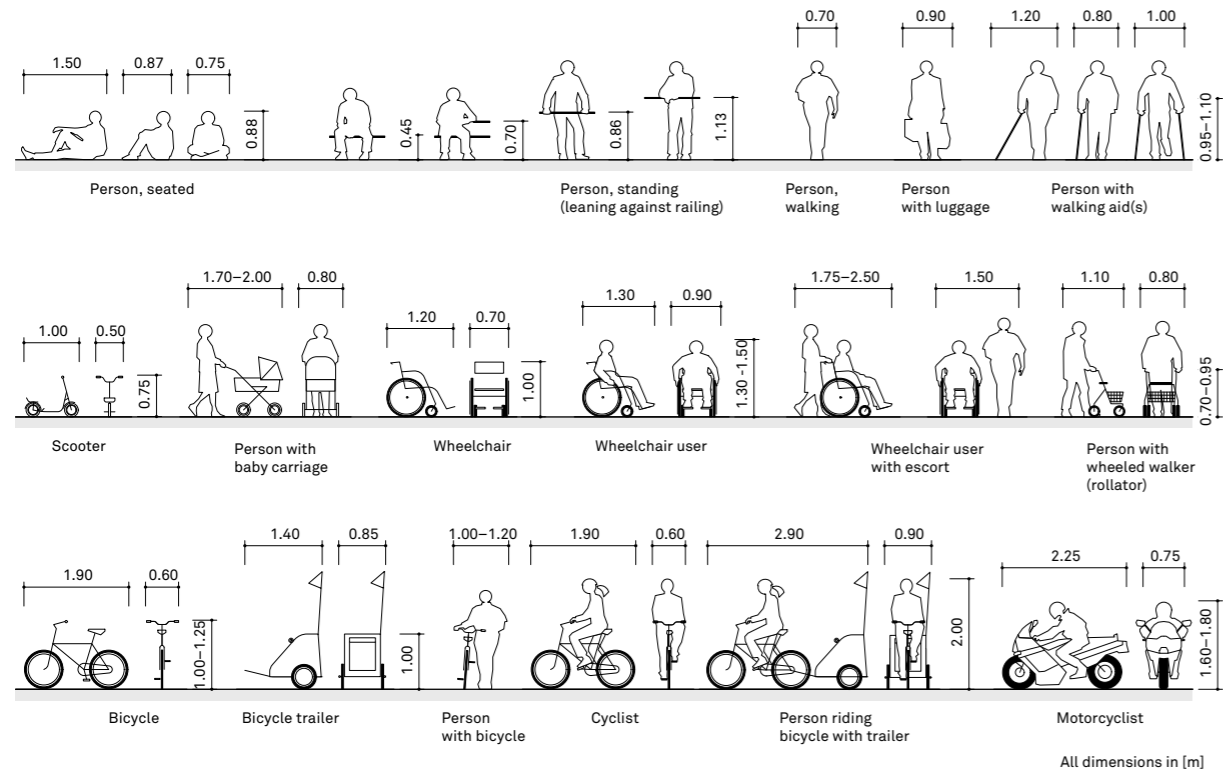 0.70
0.90
1.20
0.80
1.00
1.50
0.87
0.75
0.88
0.45
0.70
0.86
1.13
0.95–1.10
Person, seated
Person, standing
(leaning against railing)
Person,
walking
Person
with luggage
Person with
walking aid(s)
1.70–2.00
0.80
1.30
0.90
1.75–2.50
1.50
1.10
0.80
1.00
0.50
1.20
0.70
0.75
1.00
1.30 -1.50
0.70–0.95
Scooter
Person with
baby carriage
Wheelchair
Wheelchair user
Wheelchair user
with escort
Person with
wheeled walker
(rollator)
1.40
0.85
1.00–1.20
1.90
0.60
2.90
0.90
2.25
0.75
1.90
0.60
1.00–1.25
1.00
2.00
1.60–1.80
Bicycle
Bicycle trailer
Person
with bicycle
Cyclist
Person riding
bicycle with trailer
Motorcyclist
All dimensions in [m]